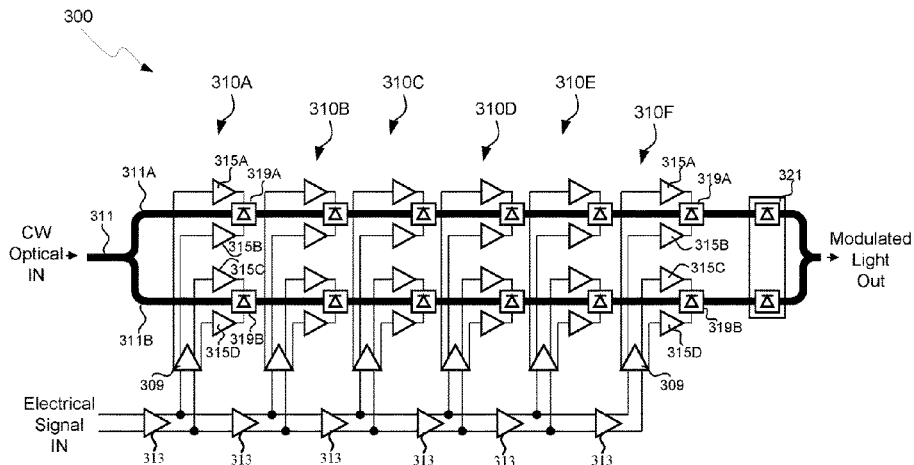 300
310A
310B
310C
310D
310E
310F
315A
319A
315A
319A
321
311A
311
CW
Optical
IN
315B
315C
315B
315C
Modulated
Light
Out
311B
315D
319B
319B
315D
309
309
Electrical
Signal
IN
313
313
313
313
313
313